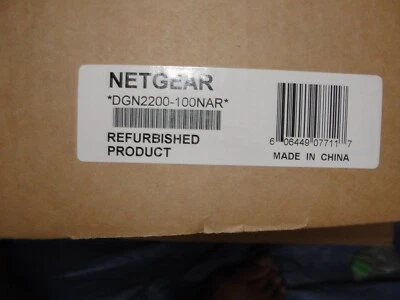 NETGEAR
*DGN2200-100NAR*
REFURBISHED
PRODUCT
6 06449 07711 7
MADE IN CHINA